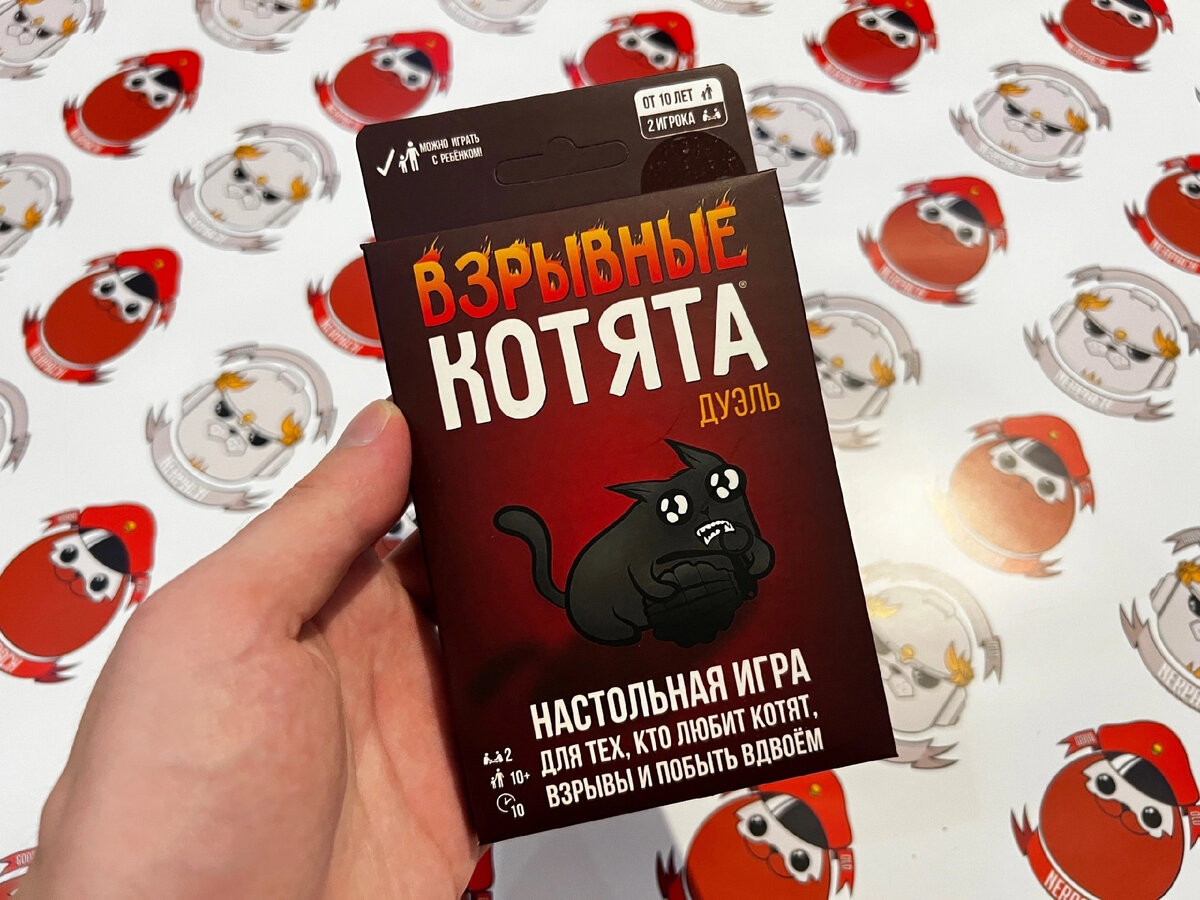 МОЖНО ИГРАТЬ
С РЕБЁНКОМ!
ОТ 10 ЛЕТ
2 ИГРОКА
ВЗРЫВНЫЕ
КОТЯТА®
ДУЭЛЬ
НАСТОЛЬНАЯ ИГРА
ДЛЯ ТЕХ, КТО ЛЮБИТ КОТЯТ,
ВЗРЫВЫ И ПОБЫТЬ ВДВОЁМ
2
10+
10